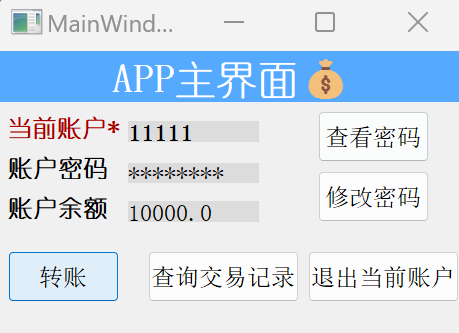 MainWind...
APP主界面💰
当前账户* 11111 查看密码
账户密码 ********
修改密码
账户余额 10000.0
转账 查询交易记录 退出当前账户